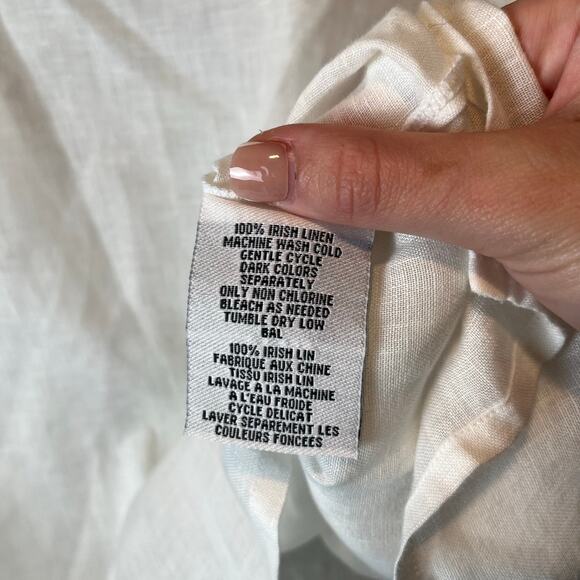 100% IRISH LINEN
MACHINE WASH COLD
GENTLE CYCLE
DARK COLORS
SEPARATELY
ONLY NON CHLORINE
BLEACH AS NEEDED
TUMBLE DRY LOW
BAL
100% IRISH LIN
FABRIQUE AUX CHINE
TISSU IRISH LIN
LAVAGE A LA MACHINE
A L'EAU FROIDE
CYCLE DELICAT
LAVER SEPAREMENT LES
COULEURS FONCEES